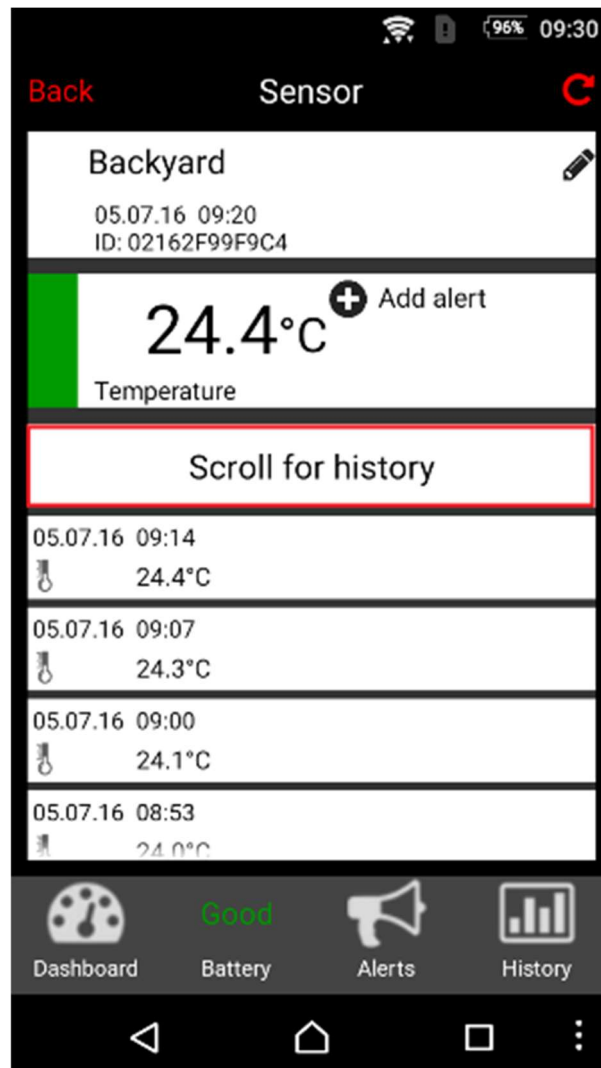 96% 09:30
Back Sensor
Backyard
05.07.16 09:20
ID: 02162F99F9C4
Add alert
24.4°C
Temperature
Scroll for history
05.07.16 09:14
24.4°C
05.07.16 09:07
24.3°C
05.07.16 09:00
24.1°C
05.07.16 08:53
24.0°C
Good
Dashboard Battery Alerts History